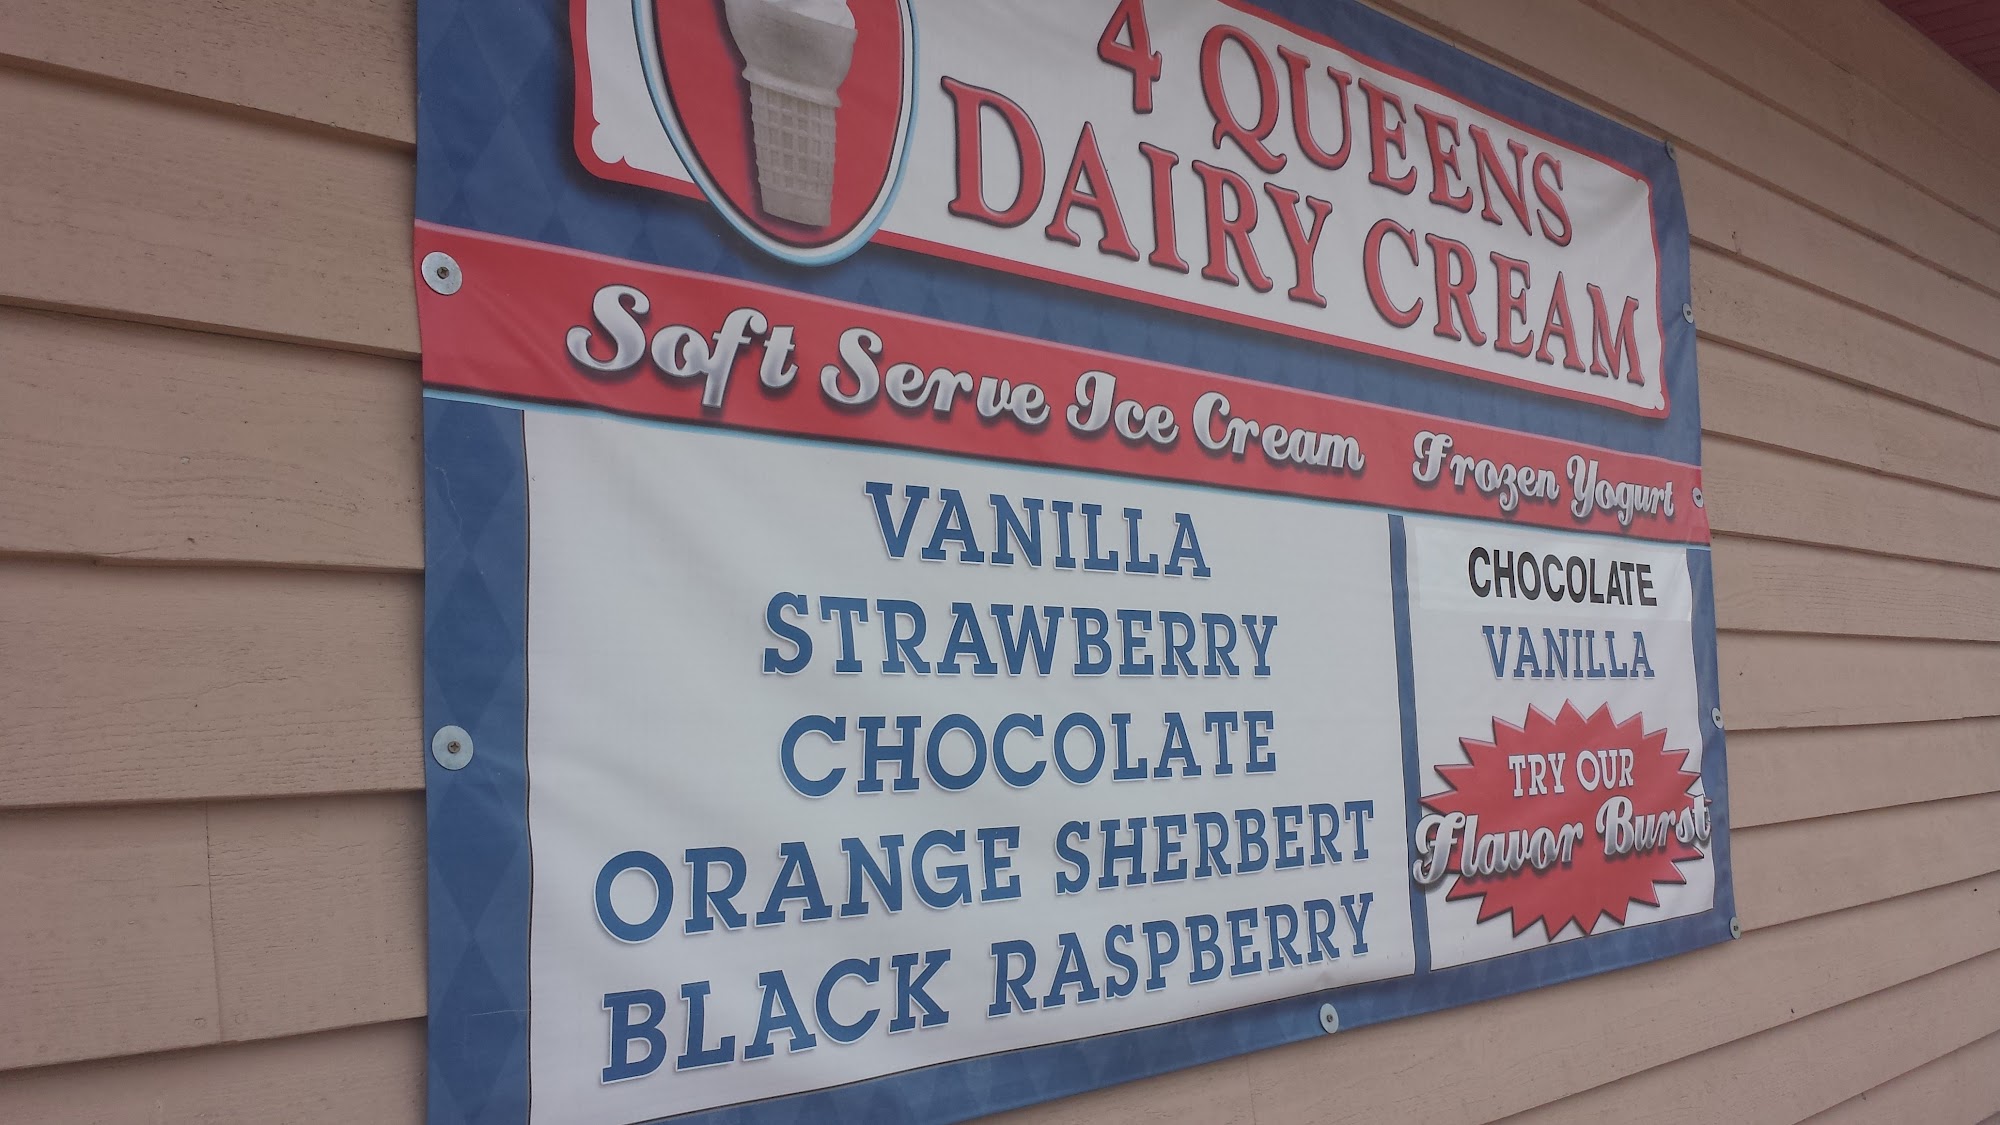 4 QUEENS
DAIRY CREAM
Soft Serve Ice Cream Frozen Yogurt
VANILLA
STRAWBERRY
CHOCOLATE
ORANGE SHERBERT
BLACK RASPBERRY
CHOCOLATE
VANILLA
TRY OUR
Flavor Burst